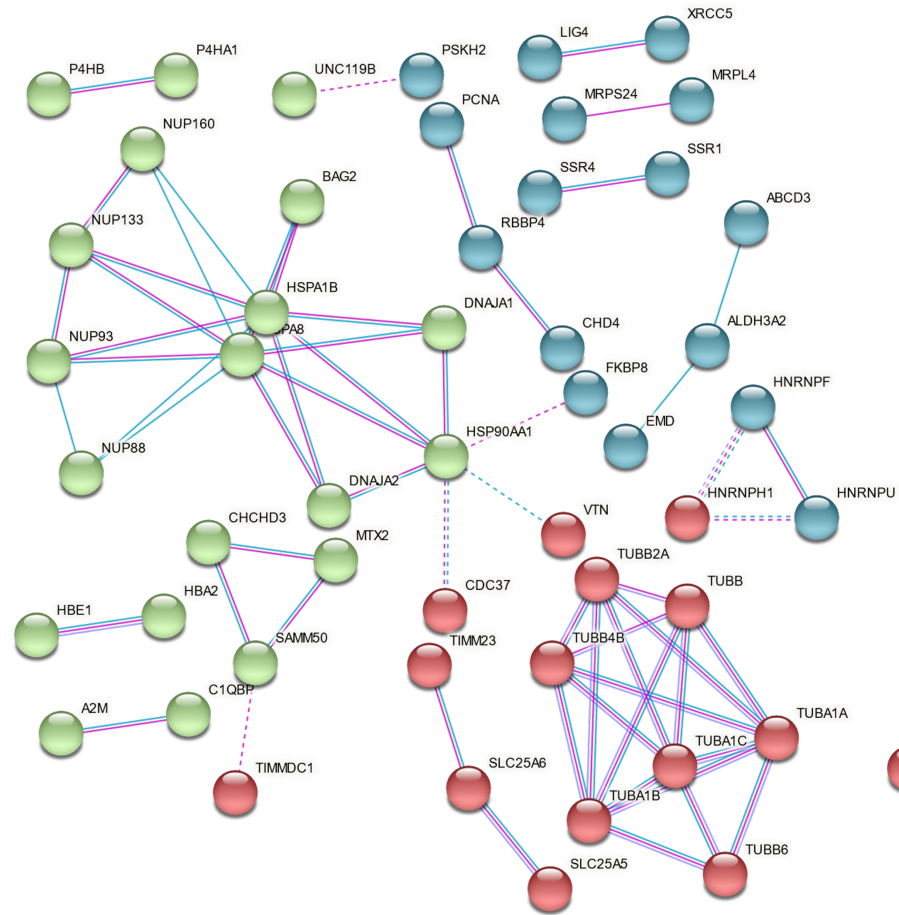 XRCC5
LIG4
P4HA1
P4HB
PSKH2
UNC119B
MRPL4
MRPS24
PCNA
NUP160
SSR1
SSR4
BAG2
ABCD3
NUP133
RBBP4
HSPA1B
DNAJA1
PA8
CHD4
ALDH3A2
NUP93
FKBP8
HNRNPF
EMD
HSP90AA1
NUP88
DNAJA2
HNRNPH1
HNRNPU
VTN
CHCHD3
MTX2
TUBB2A
TUBB
CDC37
HBA2
HBE1
SAMM50
TIMM23
TUBB4B
C1QBP
A2M
TUBA1A
TUBA1C
TIMMDC1
SLC25A6
TUBA1B
TUBB6
SLC25A5